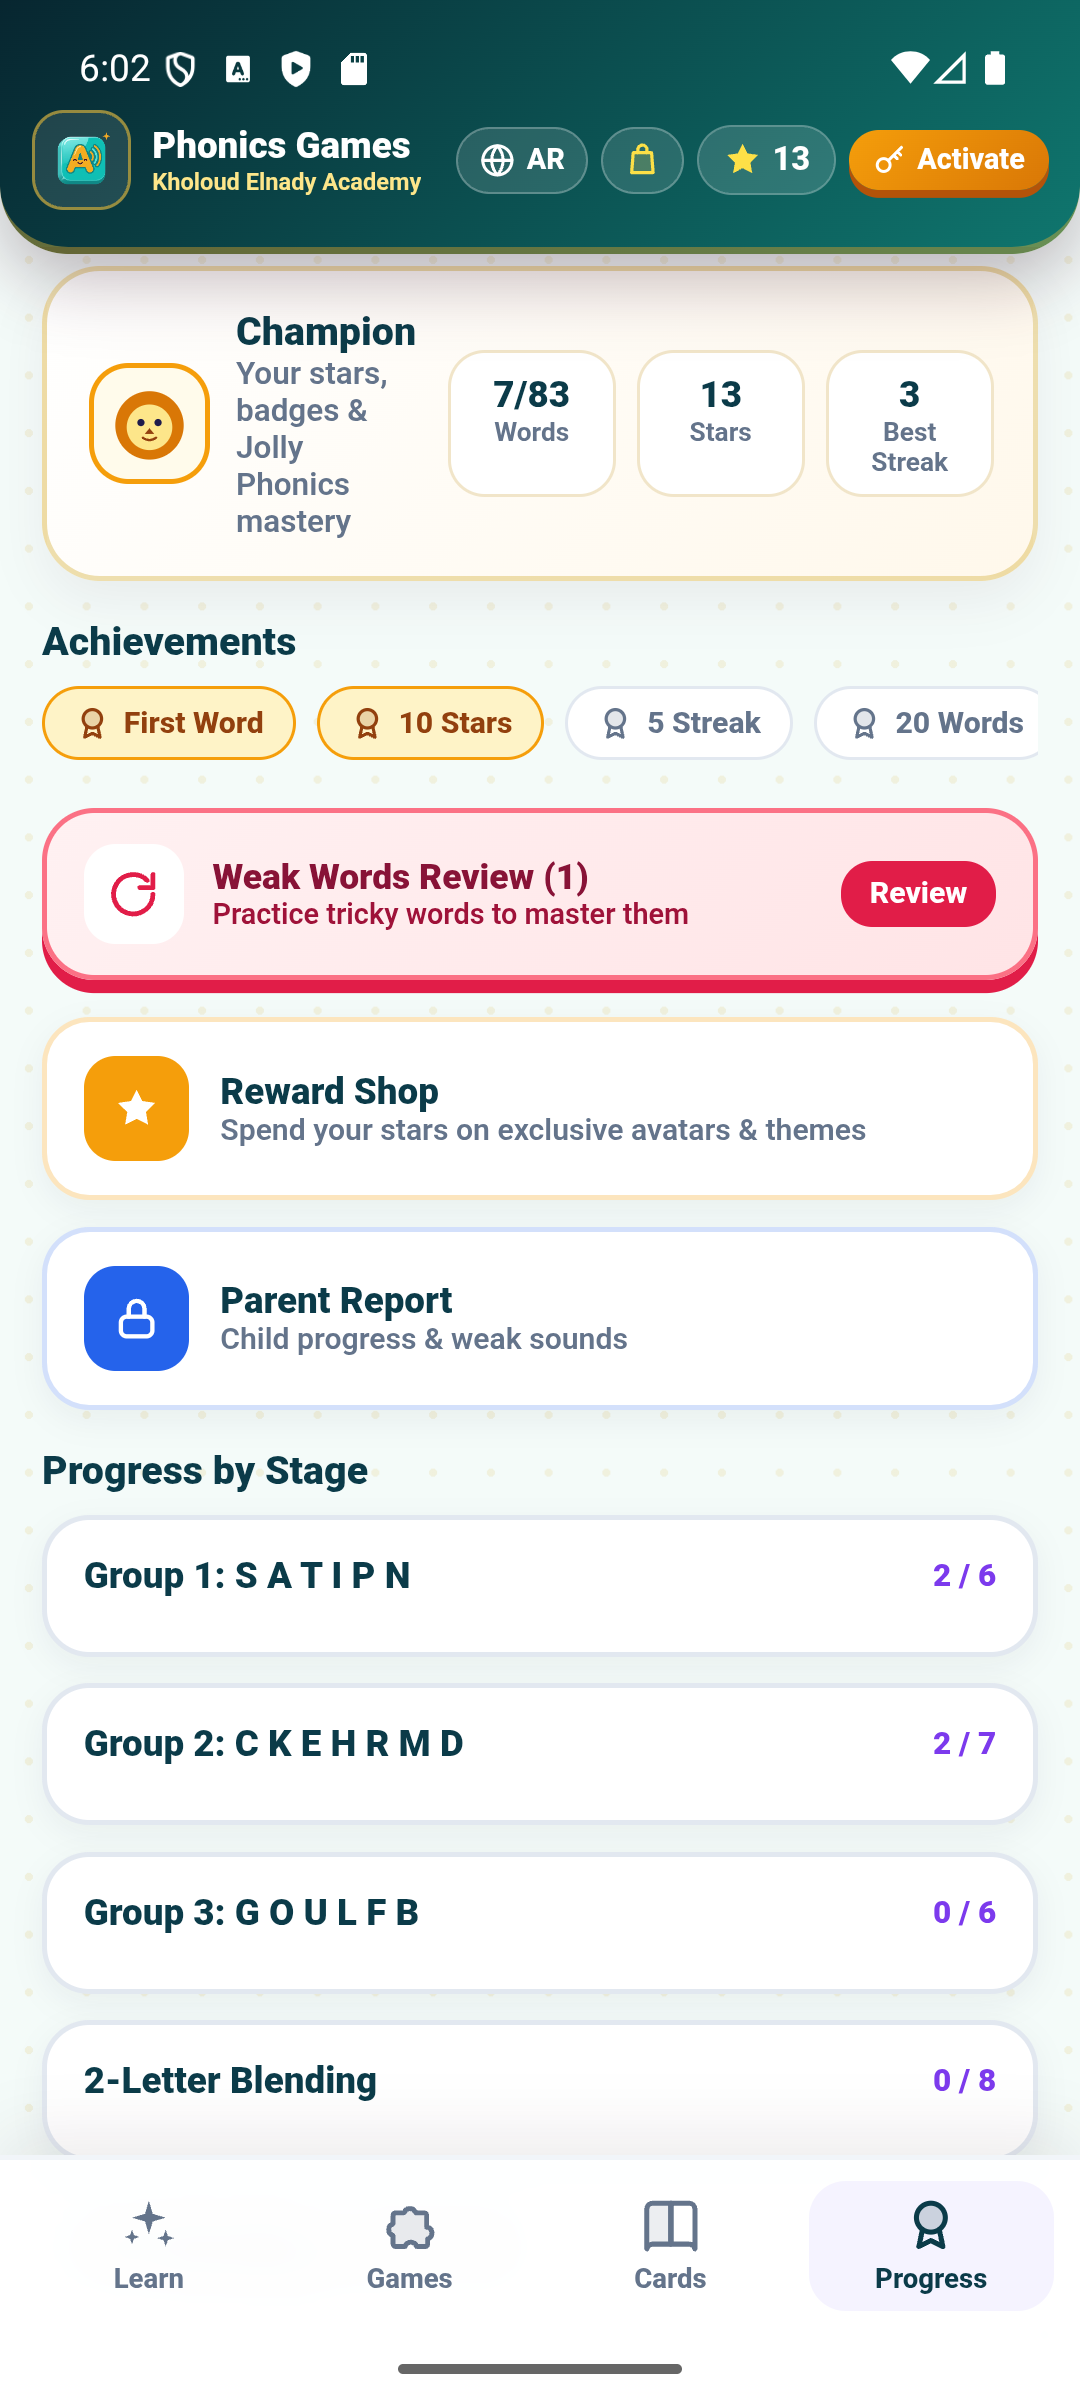 6:02
Phonics Games
Kholoud Elnady Academy
AR
13
Activate
Champion
Your stars,
badges &
Jolly
Phonics
mastery
7/83
Words
13
Stars
3
Best
Streak
Achievements
First Word
10 Stars
5 Streak
20 Words
Weak Words Review (1)
Practice tricky words to master them
Review
Reward Shop
Spend your stars on exclusive avatars & themes
Parent Report
Child progress & weak sounds
Progress by Stage
Group 1: S A T I P N
2 / 6
Group 2: C K E H R M D
2 / 7
Group 3: G O U L F B
0 / 6
2-Letter Blending
0 / 8
Learn
Games
Cards
Progress